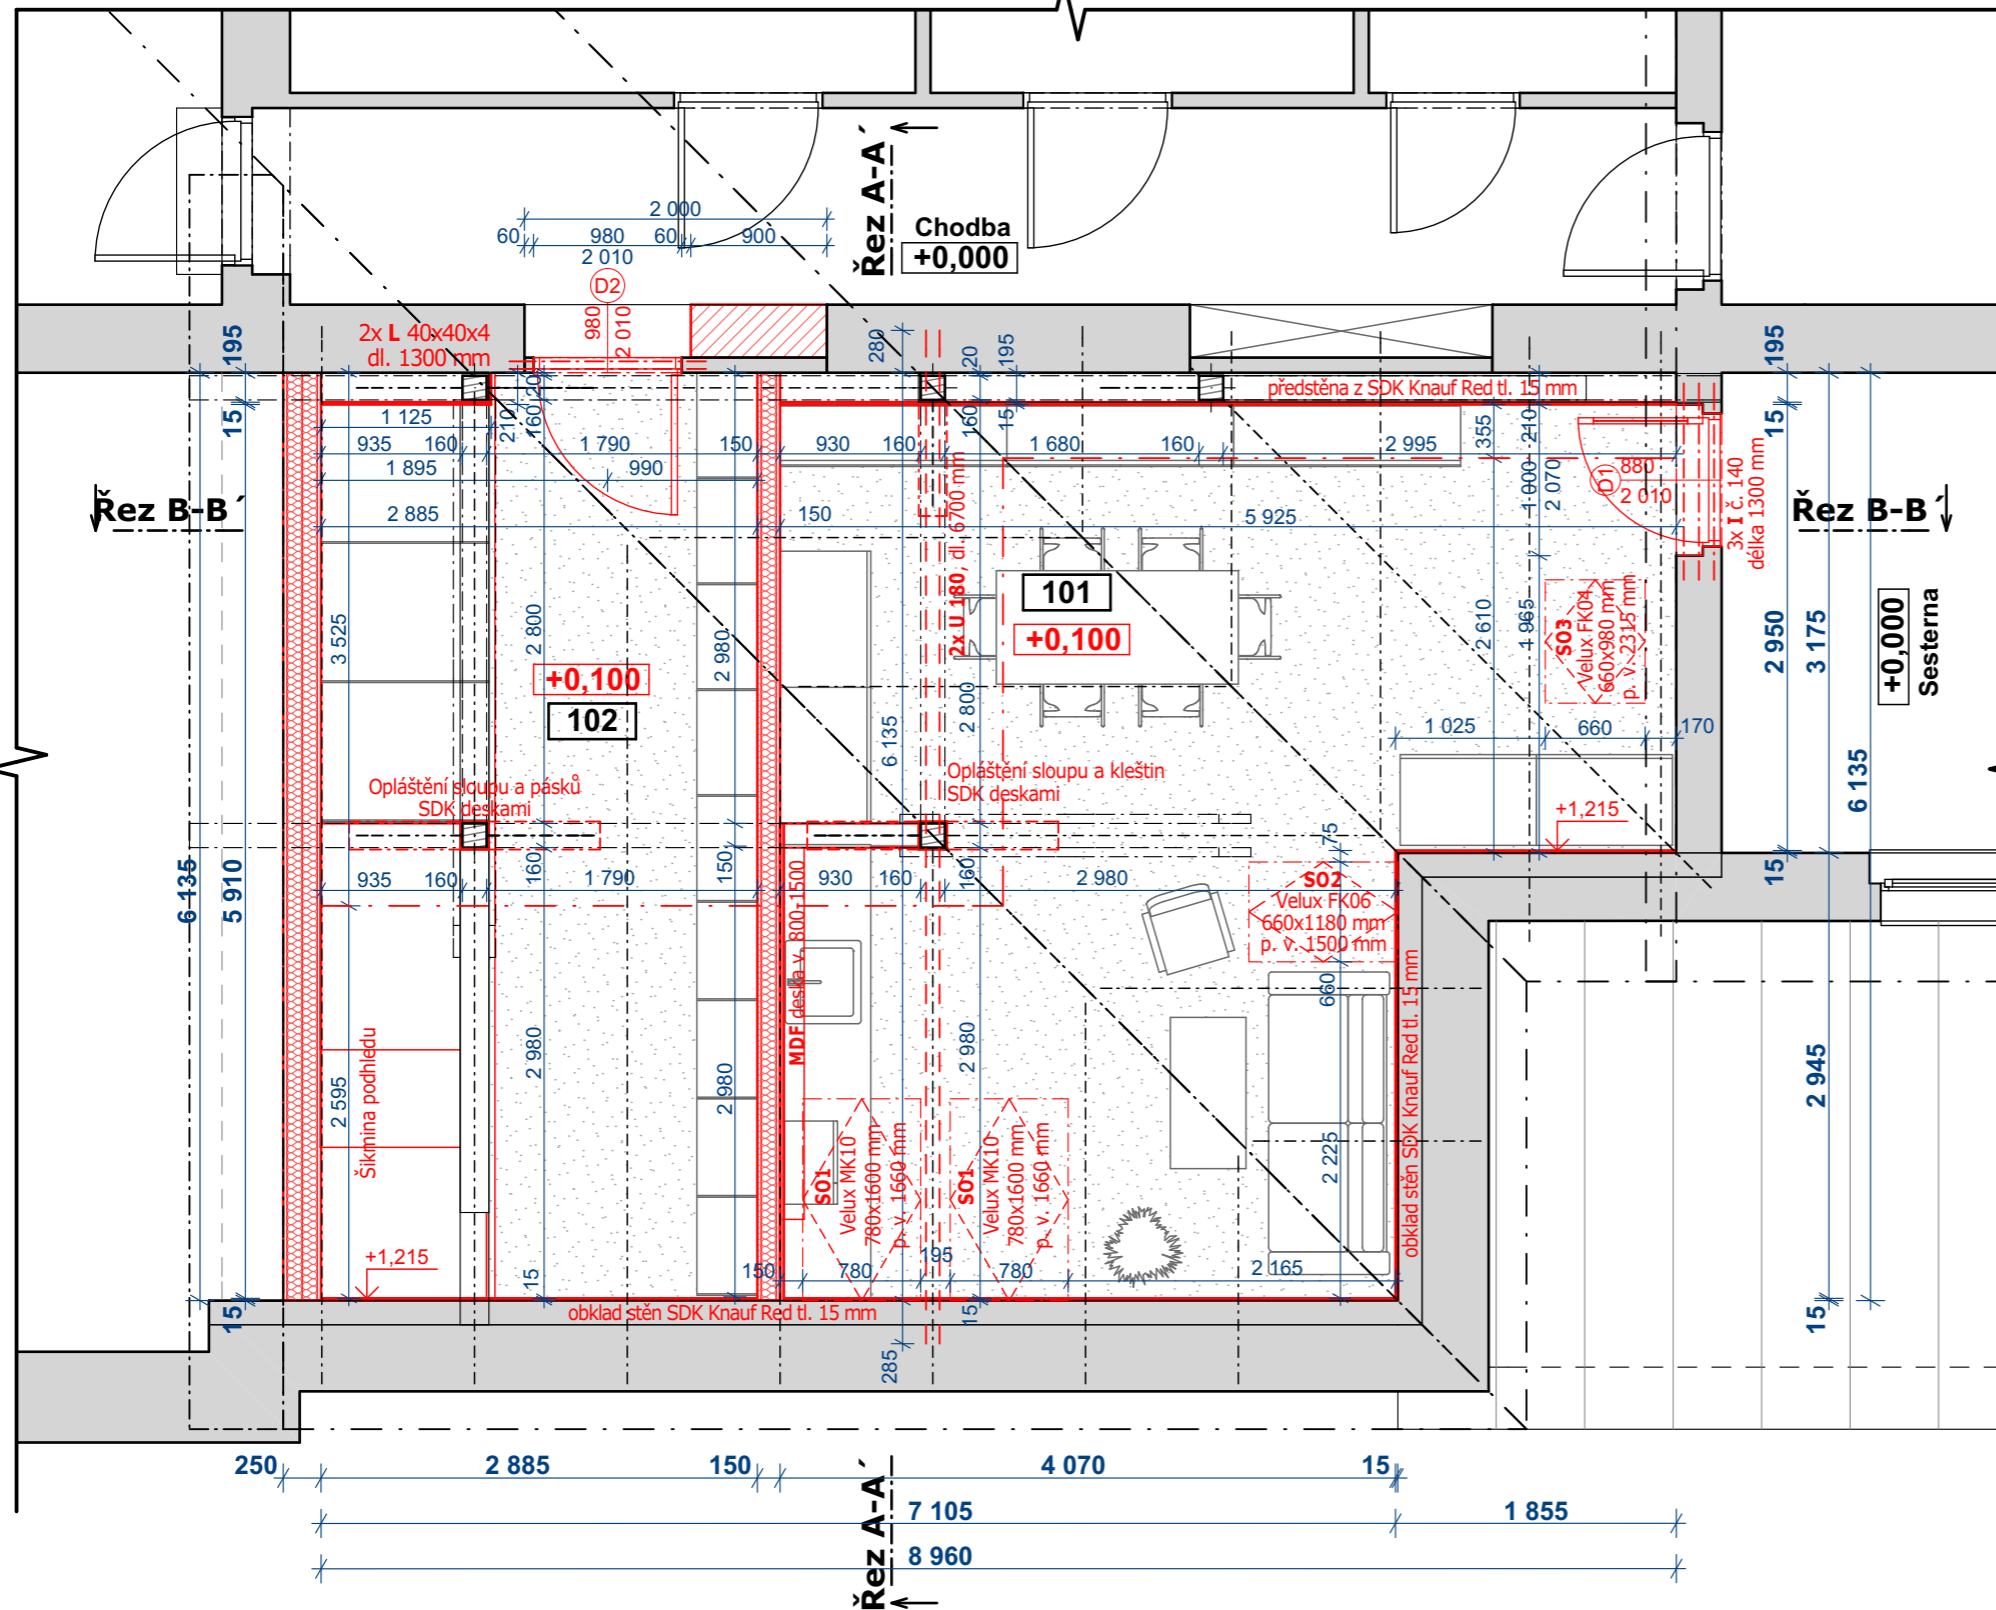 2 000
60
980
60
900
2 010
Řez A-A´
Chodba
+0,000
D2
980
2 010
2x L 40x40x4
dl. 1300 mm
195
15
280
20
195
15
160
předstěna z SDK Knauf Red tl. 15 mm
195
15
1 125
210
20
160
935
160
1 790
150
930
160
1 680
160
2 995
355
210
1 895
990
D1
880
2 010
3x I č. 140
délka 1300 mm
Řez B-B´
2 885
150
5 925
1 000
2 070
Řez B-B´
2x U 180, dl. 6700 mm
101
+0,100
3 525
2 800
2 980
+0,100
102
6 135
2 800
2 610
1 965
SO3
Velux FK04
660x980 mm
p. v. 2315 mm
2 950
3 175
+0,000
Sesterna
1 025
660
170
Opláštění sloupu a pásků
SDK deskami
Opláštění sloupu a kleštin
SDK deskami
+1,215
6 135
75
15
6 135
5 910
935
160
160
1 790
150
930
160
160
2 980
SO2
Velux FK06
660x1180 mm
p. v. 1500 mm
MDF deska v. 800-1500
660
obklad stěn SDK Knauf Red tl. 15 mm
2 595
Šikmina podhledu
2 980
2 980
2 980
2 225
2 945
SO1
Velux MK10
780x1600 mm
p. v. 1660 mm
SO1
Velux MK10
780x1600 mm
p. v. 1660 mm
+1,215
15
150
780
195
780
2 165
15
15
15
obklad stěn SDK Knauf Red tl. 15 mm
285
250
2 885
150
4 070
15
Řez A-A´
7 105
1 855
8 960